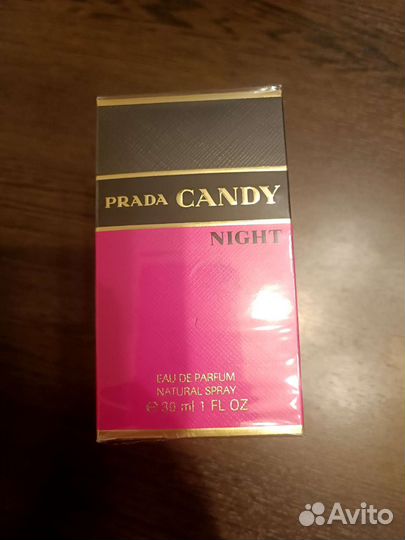 PRADA CANDY
NIGHT
EAU DE PARFUM
NATURAL SPRAY
℮ 30 ml 1 FL OZ
Avito